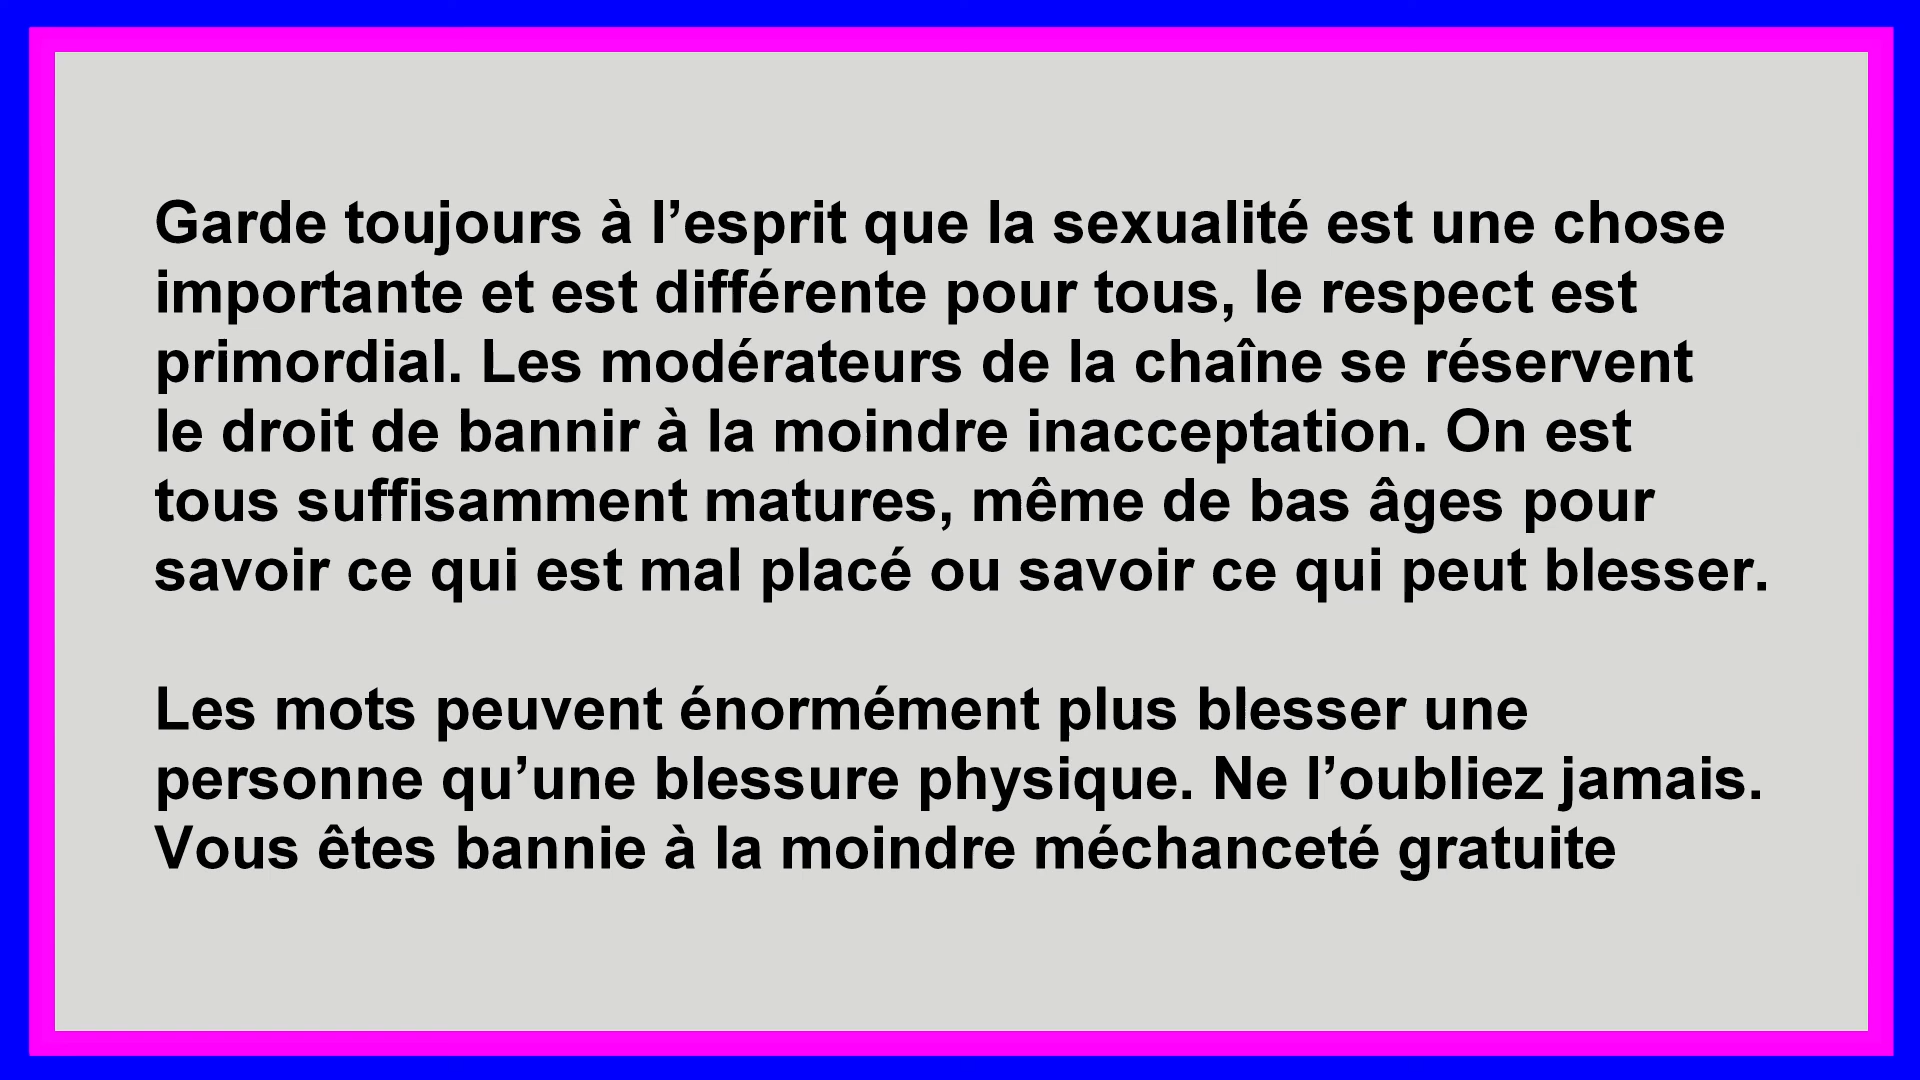 Garde toujours à l’esprit que la sexualité est une chose
importante et est différente pour tous, le respect est
primordial. Les modérateurs de la chaîne se réservent
le droit de bannir à la moindre inacceptation. On est
tous suffisamment matures, même de bas âges pour
savoir ce qui est mal placé ou savoir ce qui peut blesser.
Les mots peuvent énormément plus blesser une
personne qu’une blessure physique. Ne l’oubliez jamais.
Vous êtes bannie à la moindre méchanceté gratuite